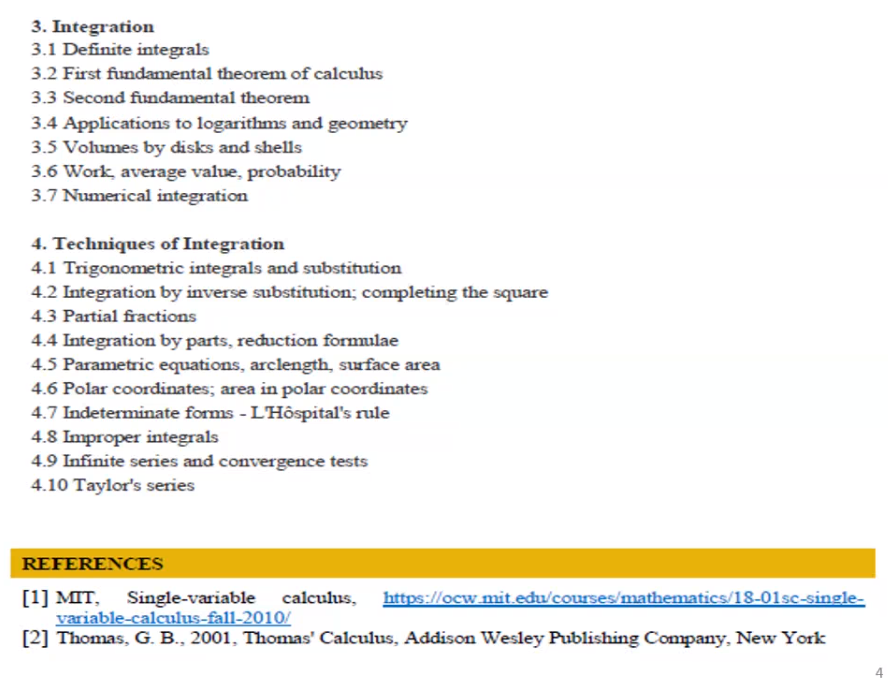 3. Integration
3.1 Definite integrals
3.2 First fundamental theorem of calculus
3.3 Second fundamental theorem
3.4 Applications to logarithms and geometry
3.5 Volumes by disks and shells
3.6 Work, average value, probability
3.7 Numerical integration
4. Techniques of Integration
4.1 Trigonometric integrals and substitution
4.2 Integration by inverse substitution; completing the square
4.3 Partial fractions
4.4 Integration by parts, reduction formulae
4.5 Parametric equations, arclength, surface area
4.6 Polar coordinates; area in polar coordinates
4.7 Indeterminate forms - L'Hôspital's rule
4.8 Improper integrals
4.9 Infinite series and convergence tests
4.10 Taylor's series
REFERENCES
[1] MIT, Single-variable calculus, https://ocw.mit.edu/courses/mathematics/18-01sc-single-
variable-calculus-fall-2010/
[2] Thomas, G. B., 2001, Thomas' Calculus, Addison Wesley Publishing Company, New York
4